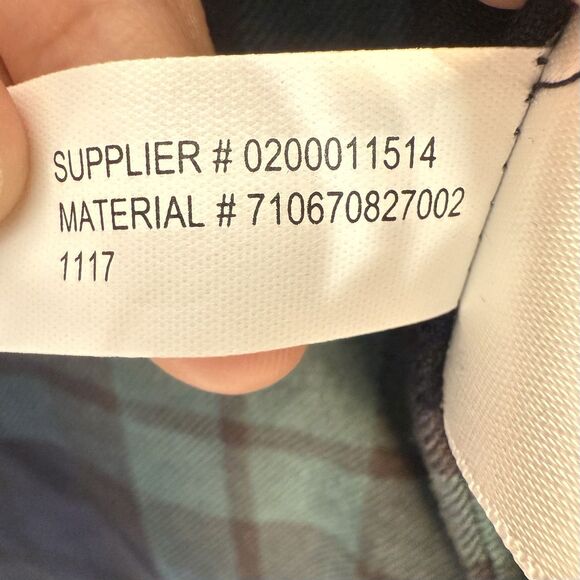 SUPPLIER # 0200011514
MATERIAL # 710670827002
1117